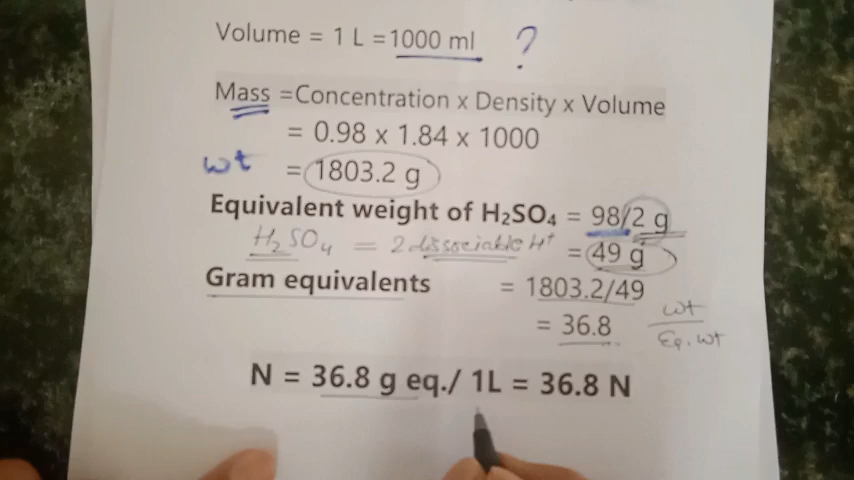 Volume = 1 L = 1000 ml ?
Mass = Concentration x Density x Volume
= 0.98 x 1.84 x 1000
wt = 1803.2 g
Equivalent weight of H₂SO₄ = 98/2 g
H₂SO₄ = 2 dissociable H⁺ = 49 g
Gram equivalents = 1803.2/49
= 36.8 wt / Eq. wt
N = 36.8 g eq./ 1L = 36.8 N